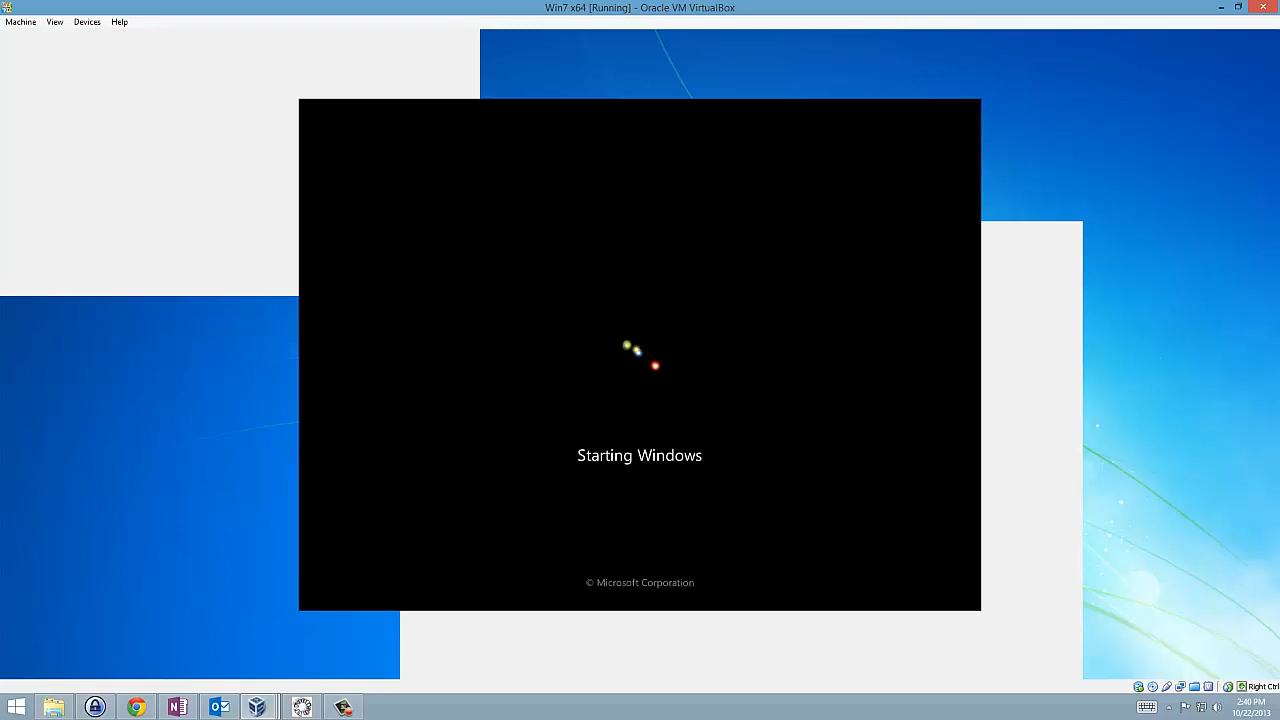 Win7 x64 [Running] - Oracle VM VirtualBox
Machine View Devices Help
Starting Windows
© Microsoft Corporation
Right Ctrl
2:40 PM
10/22/2013